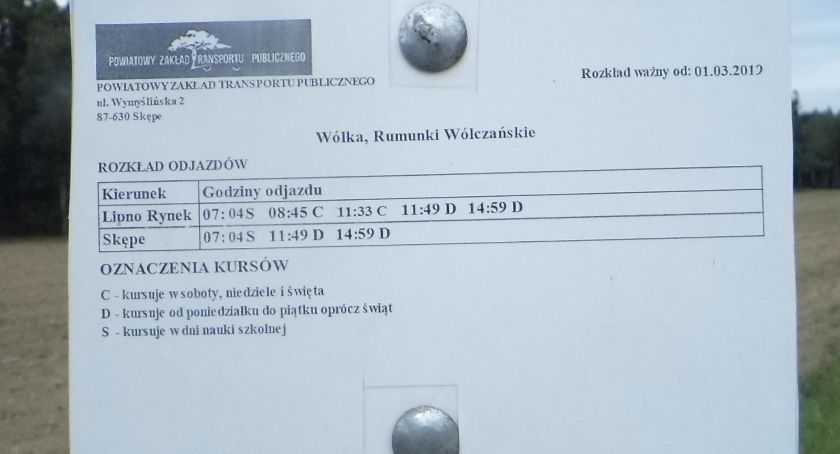 POWIATOWY ZAKŁAD TRANSPORTU PUBLICZNEGO
POWIATOWY ZAKŁAD TRANSPORTU PUBLICZNEGO
ul. Wymyślińska 2
87-630 Skępe
Rozkład ważny od: 01.03.2019
Wólka, Rumunki Wólczańskie
ROZKŁAD ODJAZDÓW
Kierunek Godziny odjazdu
Lipno Rynek 07:04S 08:45 C 11:33 C 11:49 D 14:59 D
Skępe 07:04S 11:49 D 14:59 D
OZNACZENIA KURSÓW
C - kursuje w soboty, niedziele i święta
D - kursuje od poniedziałku do piątku oprócz świąt
S - kursuje w dni nauki szkolnej